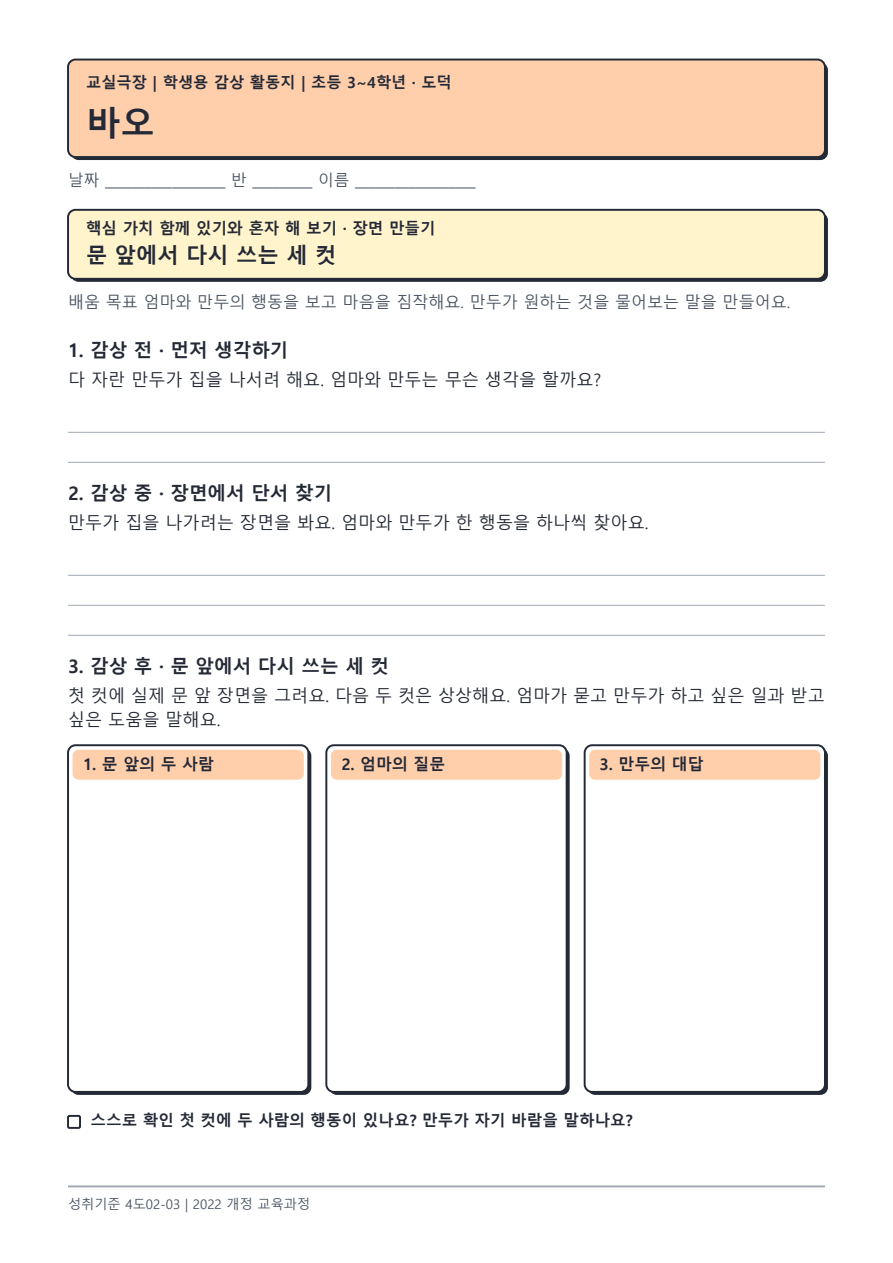 교실극장 | 학생용 감상 활동지 | 초등 3~4학년 · 도덕
바오
날짜 _______________ 반 _______ 이름 _______________
핵심 가치 함께 있기와 혼자 해 보기 · 장면 만들기
문 앞에서 다시 쓰는 세 컷
배움 목표 엄마와 만두의 행동을 보고 마음을 짐작해요. 만두가 원하는 것을 물어보는 말을 만들어요.
1. 감상 전 · 먼저 생각하기
다 자란 만두가 집을 나서려 해요. 엄마와 만두는 무슨 생각을 할까요?
2. 감상 중 · 장면에서 단서 찾기
만두가 집을 나가려는 장면을 봐요. 엄마와 만두가 한 행동을 하나씩 찾아요.
3. 감상 후 · 문 앞에서 다시 쓰는 세 컷
첫 컷에 실제 문 앞 장면을 그려요. 다음 두 컷은 상상해요. 엄마가 묻고 만두가 하고 싶은 일과 받고
싶은 도움을 말해요.
1. 문 앞의 두 사람
2. 엄마의 질문
3. 만두의 대답
스스로 확인 첫 컷에 두 사람의 행동이 있나요? 만두가 자기 바람을 말하나요?
성취기준 4도02-03 | 2022 개정 교육과정